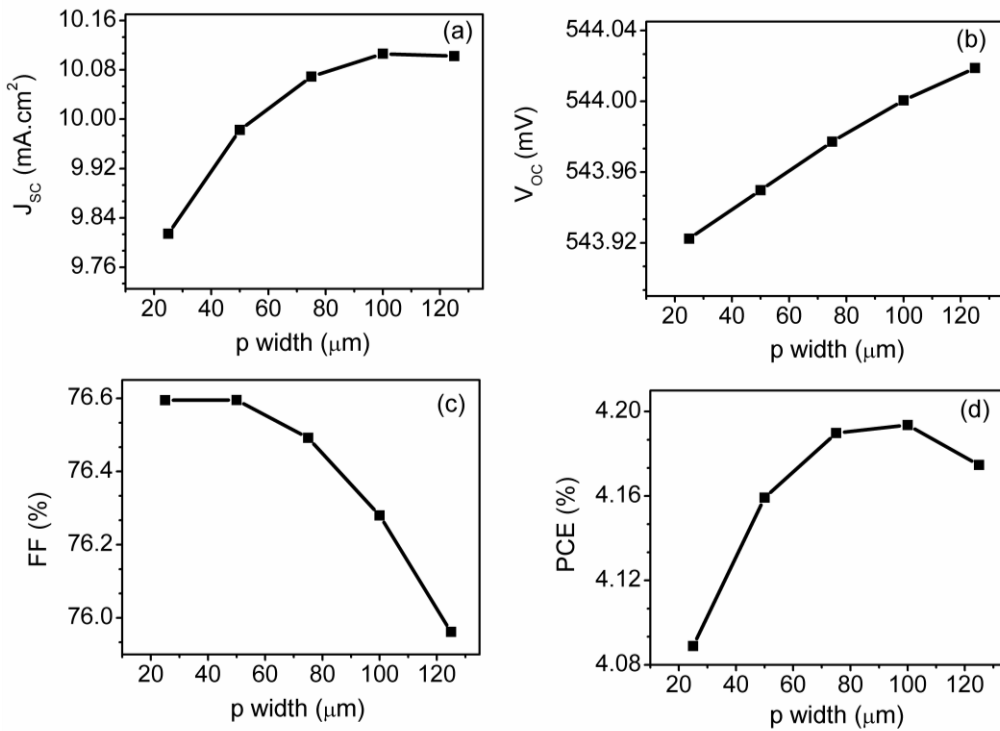 (a)
J_SC (mA.cm²)
10.16
10.08
10.00
9.92
9.84
9.76
20 40 60 80 100 120
p width (μm)
(b)
V_OC (mV)
544.04
544.00
543.96
543.92
20 40 60 80 100 120
p width (μm)
(c)
FF (%)
76.6
76.4
76.2
76.0
20 40 60 80 100 120
p width (μm)
(d)
PCE (%)
4.20
4.16
4.12
4.08
20 40 60 80 100 120
p width (μm)